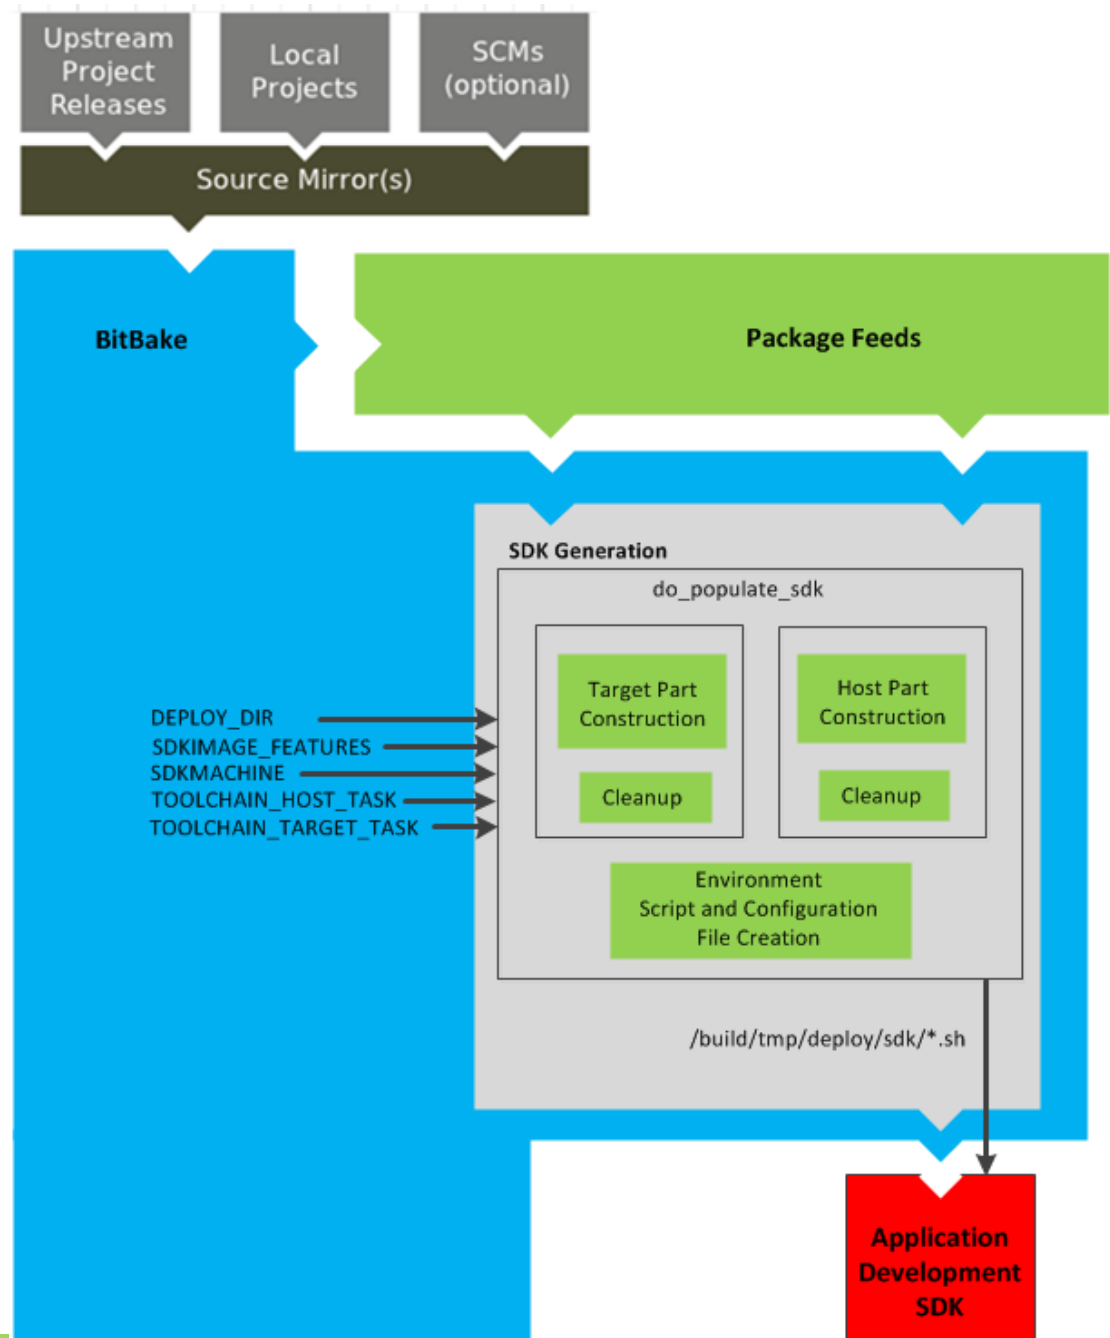 Upstream
Project
Releases
Local
Projects
SCMs
(optional)
Source Mirror(s)
BitBake
Package Feeds
SDK Generation
do_populate_sdk
Target Part
Construction
Host Part
Construction
Cleanup
Cleanup
DEPLOY_DIR
SDKIMAGE_FEATURES
SDKMACHINE
TOOLCHAIN_HOST_TASK
TOOLCHAIN_TARGET_TASK
Environment
Script and Configuration
File Creation
/build/tmp/deploy/sdk/*.sh
Application
Development
SDK